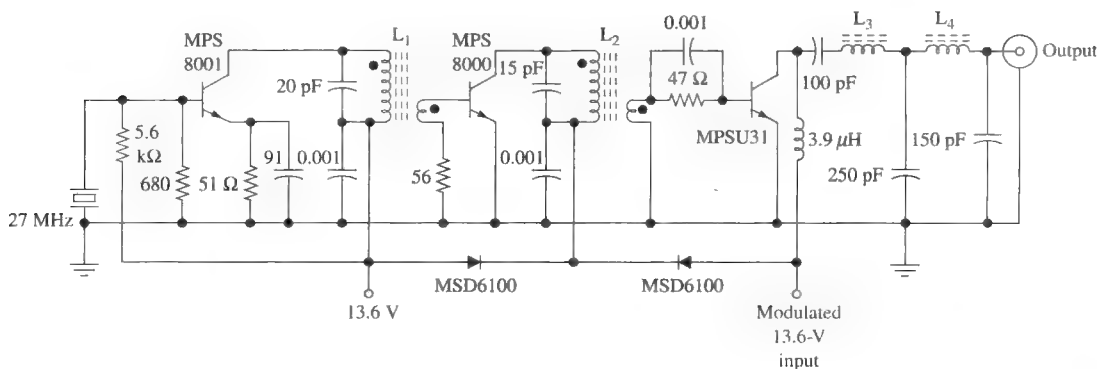 0.001
L₁
L₂
L₃
L₄
MPS
8001
MPS
8000
Output
20 pF
15 pF
47 Ω
100 pF
MPSU31
5.6
kΩ
680
51 Ω
91
0.001
56
0.001
3.9 μH
150 pF
250 pF
27 MHz
MSD6100
MSD6100
13.6 V
Modulated
13.6-V
input